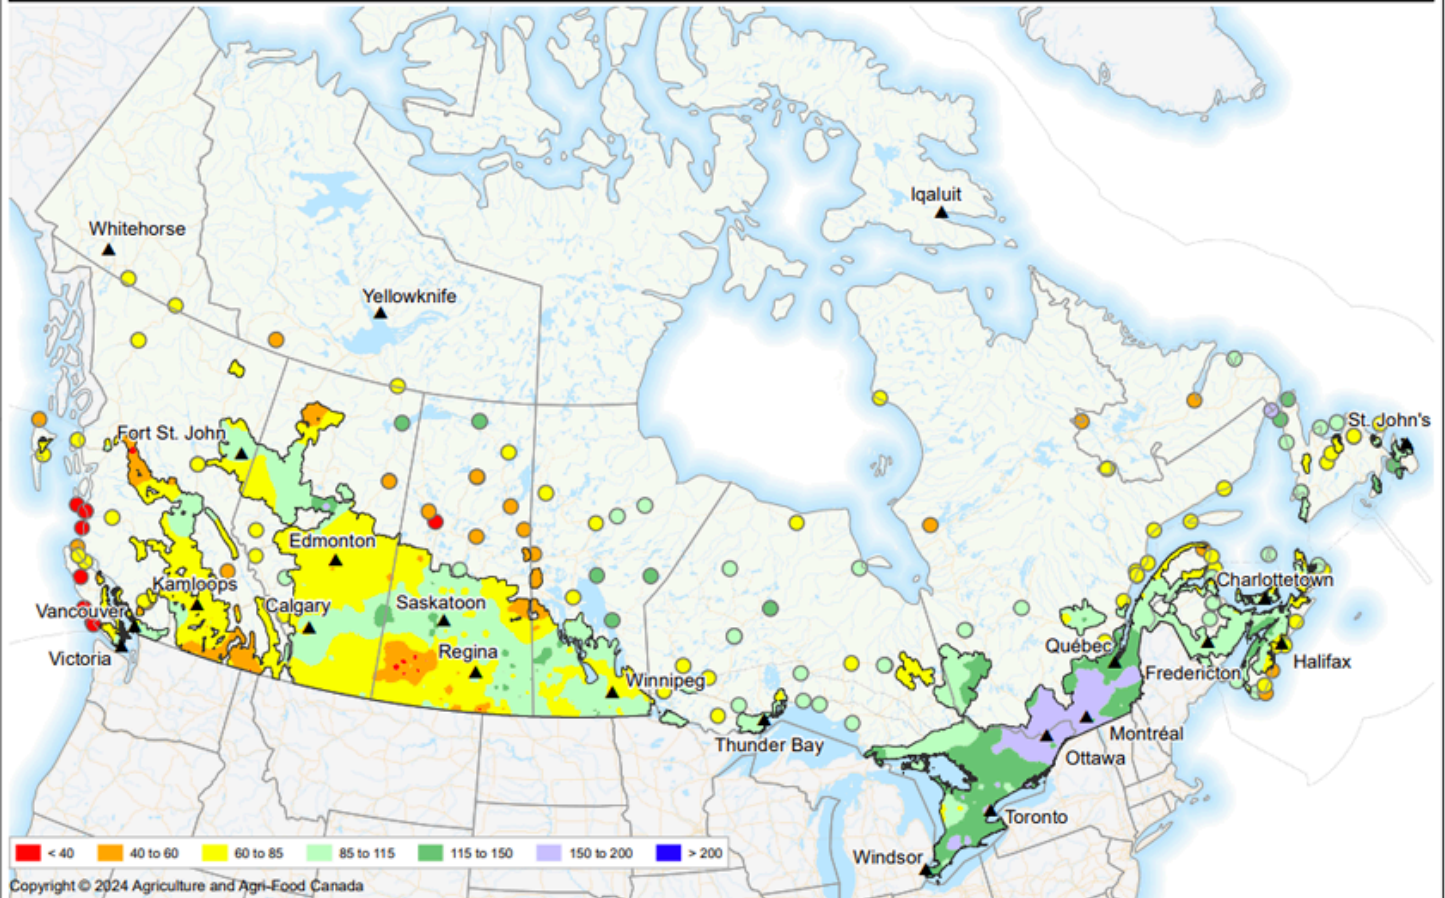 Iqaluit
Whitehorse
Yellowknife
St. John's
Fort St. John
Edmonton
Charlottetown
Kamloops
Saskatoon
Calgary
Vancouver
Québec
Regina
Victoria
Halifax
Fredericton
Winnipeg
Montréal
Thunder Bay
Ottawa
Toronto
Windsor
< 40 40 to 60 60 to 85 85 to 115 115 to 150 150 to 200 > 200
Copyright © 2024 Agriculture and Agri-Food Canada